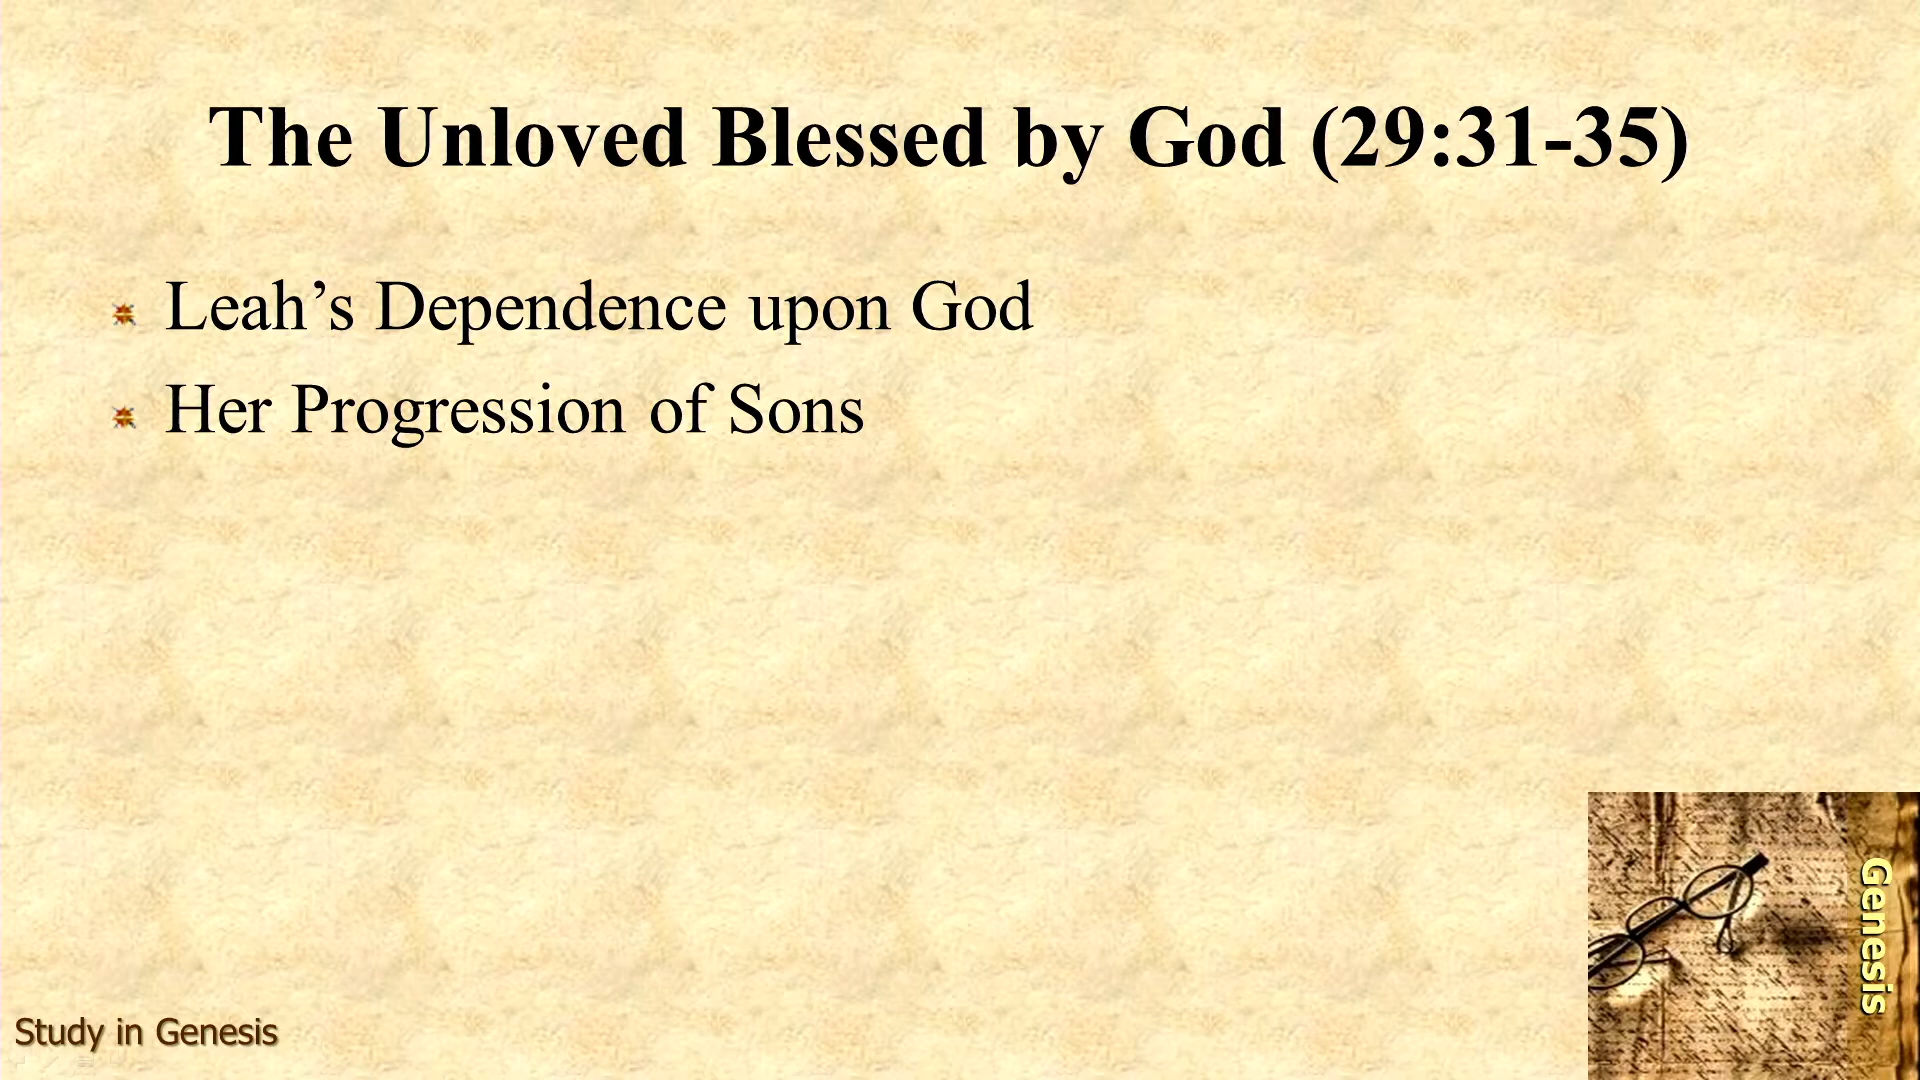 The Unloved Blessed by God (29:31-35)
Leah’s Dependence upon God
Her Progression of Sons
Genesis
Study in Genesis